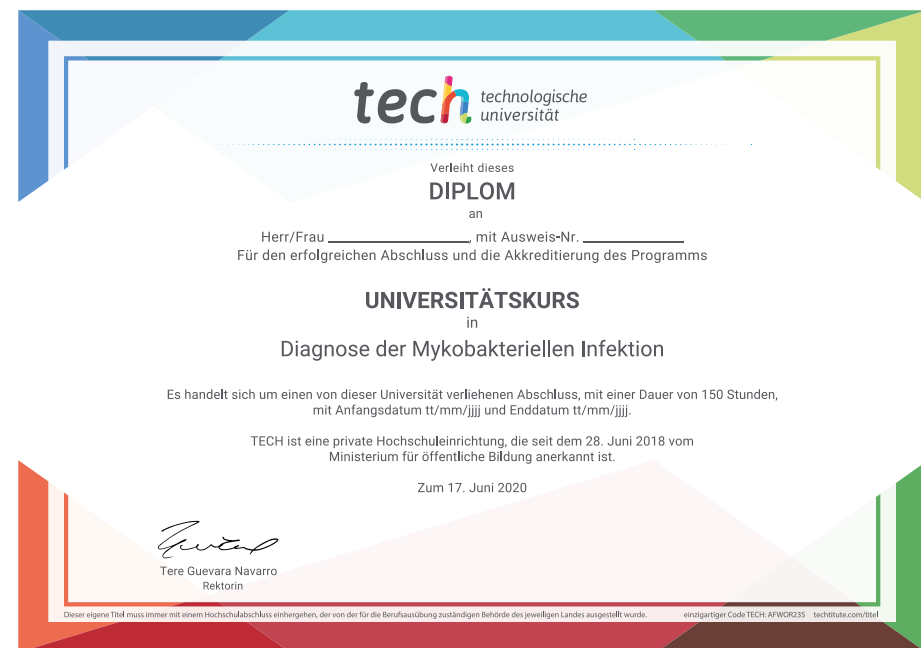 tech technologische
universität
Verleiht dieses
DIPLOM
an
Herr/Frau ____________________, mit Ausweis-Nr. ______________
Für den erfolgreichen Abschluss und die Akkreditierung des Programms
UNIVERSITÄTSKURS
in
Diagnose der Mykobakteriellen Infektion
Es handelt sich um einen von dieser Universität verliehenen Abschluss, mit einer Dauer von 150 Stunden,
mit Anfangsdatum tt/mm/jjjj und Enddatum tt/mm/jjjj.
TECH ist eine private Hochschuleinrichtung, die seit dem 28. Juni 2018 vom
Ministerium für öffentliche Bildung anerkannt ist.
Zum 17. Juni 2020
Tere Guevara Navarro
Rektorin
Dieser eigene Titel muss immer mit einem Hochschulabschluss einhergehen, der von der für die Berufsausübung zuständigen Behörde des jeweiligen Landes ausgestellt wurde. einzigartiger Code TECH: AFWOR23S techtitute.com/titel